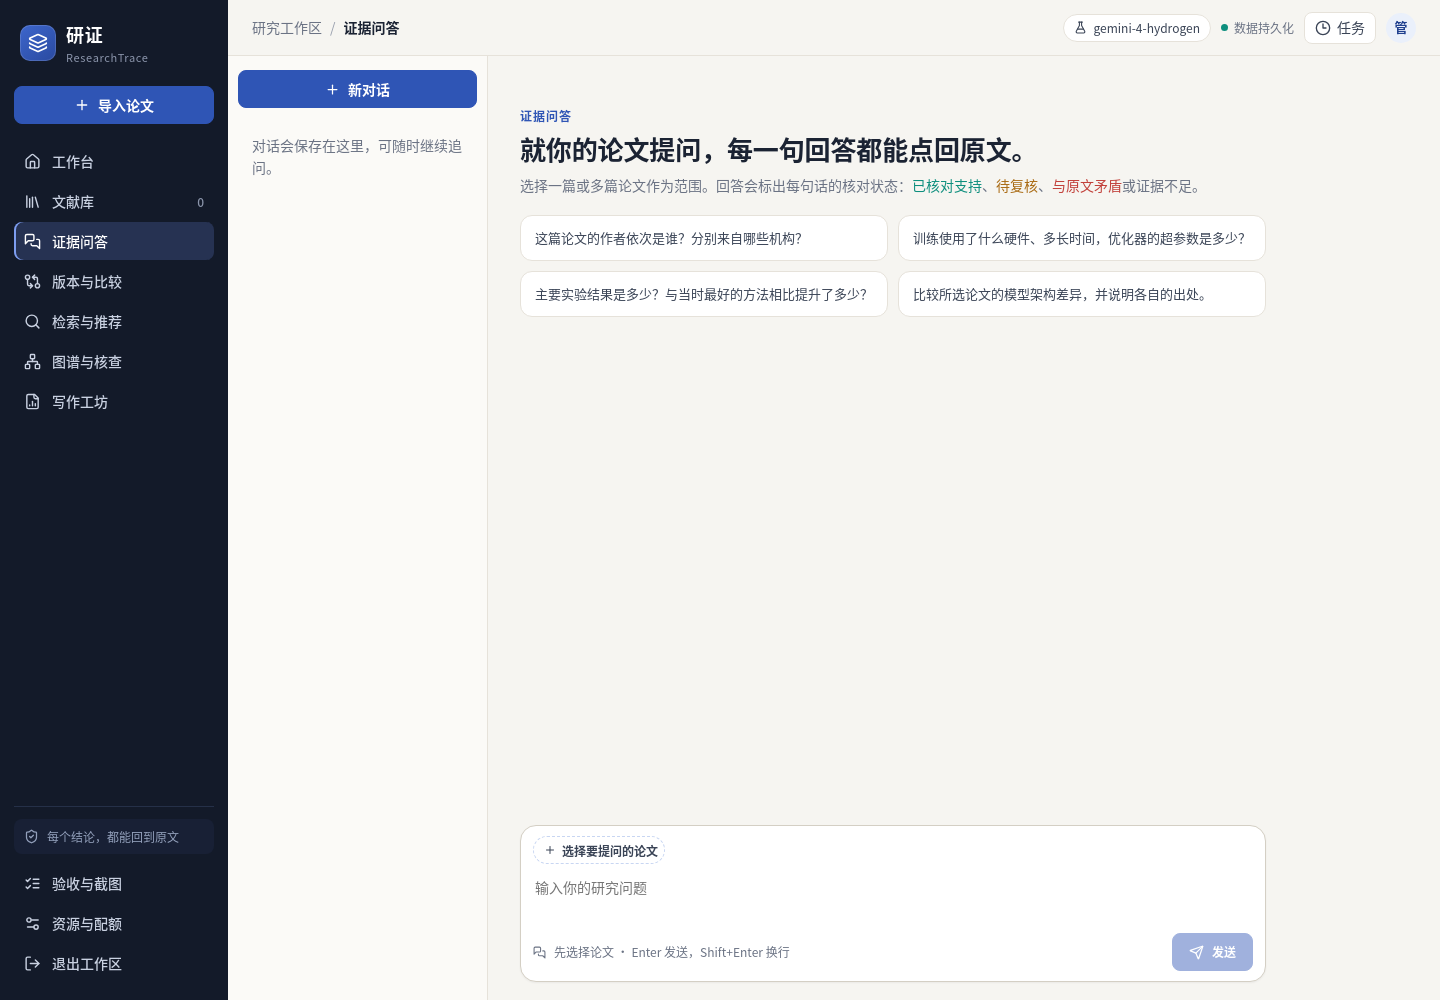 研证
ResearchTrace
导入论文
工作台
文献库 0
证据问答
版本与比较
检索与推荐
图谱与核查
写作工坊
每个结论，都能回到原文
验收与截图
资源与配额
退出工作区
研究工作区 / 证据问答
gemini-4-hydrogen
数据持久化
任务
管
新对话
对话会保存在这里，可随时继续追
问。
证据问答
就你的论文提问，每一句回答都能点回原文。
选择一篇或多篇论文作为范围。回答会标出每句话的核对状态：已核对支持、待复核、与原文矛盾或证据不足。
这篇论文的作者依次是谁？分别来自哪些机构？
训练使用了什么硬件、多长时间，优化器的超参数是多少？
主要实验结果是多少？与当时最好的方法相比提升了多少？
比较所选论文的模型架构差异，并说明各自的出处。
选择要提问的论文
输入你的研究问题
先选择论文 · Enter 发送，Shift+Enter 换行
发送